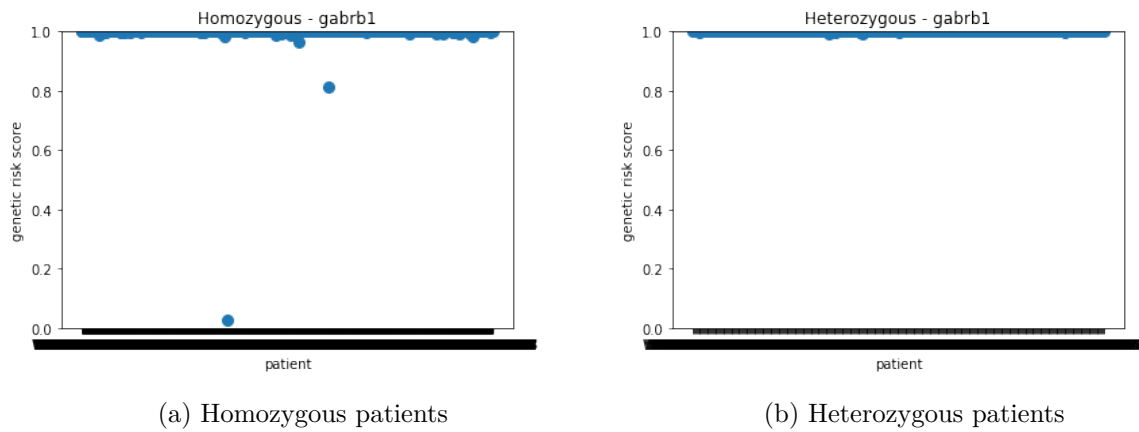 Homozygous - gabrb1
1.0
0.8
0.6
0.4
0.2
0.0
genetic risk score
patient
(a) Homozygous patients
Heterozygous - gabrb1
1.0
0.8
0.6
0.4
0.2
0.0
genetic risk score
patient
(b) Heterozygous patients